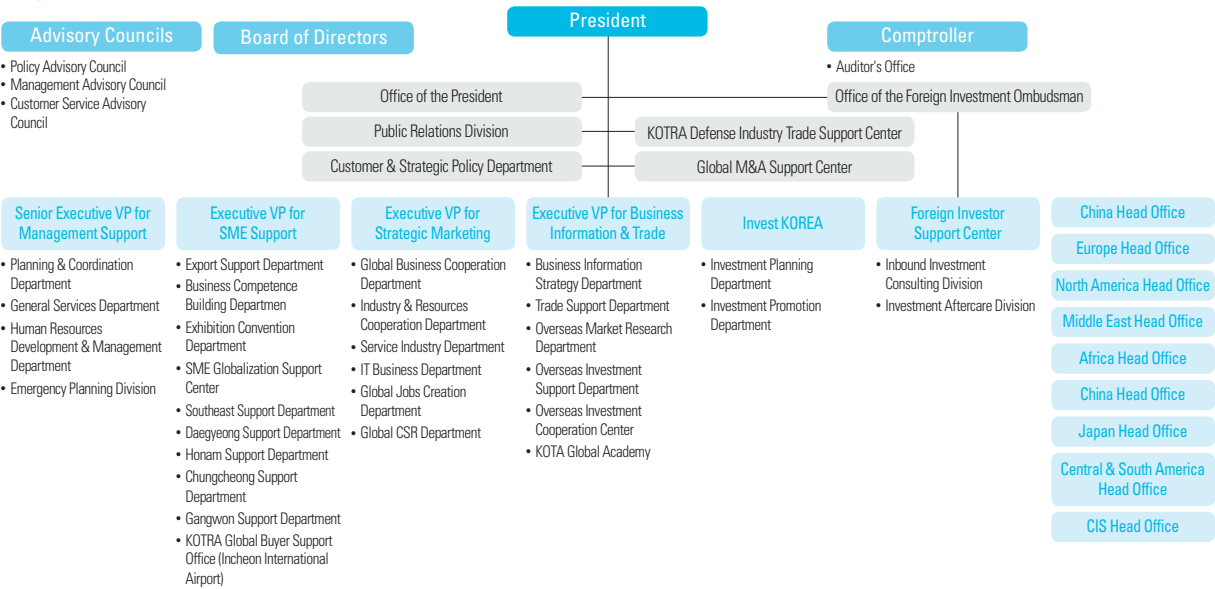 President
Advisory Councils
Board of Directors
Comptroller
• Policy Advisory Council
• Management Advisory Council
• Customer Service Advisory
Council
• Auditor's Office
Office of the President
Office of the Foreign Investment Ombudsman
Public Relations Division
KOTRA Defense Industry Trade Support Center
Customer & Strategic Policy Department
Global M&A Support Center
Senior Executive VP for
Management Support
• Planning & Coordination
Department
• General Services Department
• Human Resources
Development & Management
Department
• Emergency Planning Division
Executive VP for
SME Support
• Export Support Department
• Business Competence
Building Departmen
• Exhibition Convention
Department
• SME Globalization Support
Center
• Southeast Support Department
• Daegyeong Support Department
• Honam Support Department
• Chungcheong Support
Department
• Gangwon Support Department
• KOTRA Global Buyer Support
Office (Incheon International
Airport)
Executive VP for
Strategic Marketing
• Global Business Cooperation
Department
• Industry & Resources
Cooperation Department
• Service Industry Department
• IT Business Department
• Global Jobs Creation
Department
• Global CSR Department
Executive VP for Business
Information & Trade
• Business Information
Strategy Department
• Trade Support Department
• Overseas Market Research
Department
• Overseas Investment
Support Department
• Overseas Investment
Cooperation Center
• KOTA Global Academy
Invest KOREA
• Investment Planning
Department
• Investment Promotion
Department
Foreign Investor
Support Center
• Inbound Investment
Consulting Division
• Investment Aftercare Division
China Head Office
Europe Head Office
North America Head Office
Middle East Head Office
Africa Head Office
China Head Office
Japan Head Office
Central & South America
Head Office
CIS Head Office